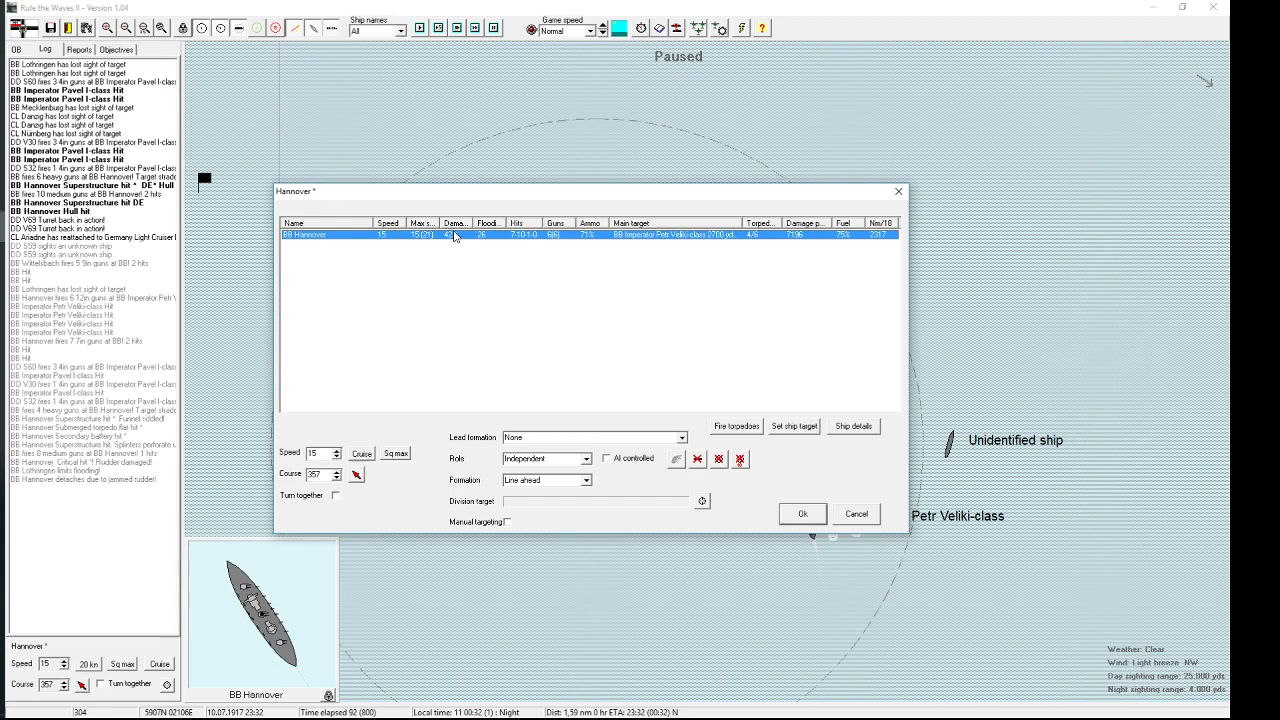 Rule the Waves II - Version 1.04
Ship names
All
Game speed
Normal
OB Log Reports Objectives
Paused
BB Lothringen has lost sight of target
BB Lothringen has lost sight of target
DD S60 fires 3 4in guns at BB Imperator Pavel I-class
BB Imperator Pavel I-class Hit
BB Imperator Pavel I-class Hit
BB Mecklenburg has lost sight of target
CL Danzig has lost sight of target
CL Danzig has lost sight of target
CL Nürnberg has lost sight of target
DD V30 fires 3 4in guns at BB Imperator Pavel I-class
BB Imperator Pavel I-class Hit
BB Imperator Pavel I-class Hit
DD S32 fires 1 4in guns at BB Imperator Pavel I-class
BB fires 6 heavy guns at BB Hannover! Target
BB Hannover Superstructure hit * DE* Hull
BB fires 10 medium guns at BB Hannover! 2 hits
BB Hannover Superstructure hit DE
BB Hannover Hull hit
DD V69 Turret back in action!
DD V69 Turret back in action!
CL Ariadne has reattached to Germany Light Cruiser
DD S59 sights an unknown ship
DD S59 sights an unknown ship
BB Wittelsbach fires 5 9in guns at BB! 2 hits
BB Hit
BB Hit
BB Lothringen has lost sight of target
BB Hannover fires 6 12in guns at BB Imperator Petr
BB Imperator Petr Veliki-class Hit
BB Imperator Petr Veliki-class Hit
BB Imperator Petr Veliki-class Hit
BB Imperator Petr Veliki-class Hit
BB Hannover fires 7 7in guns at BB! 2 hits
BB Hit
BB Hit
DD S60 fires 3 4in guns at BB Imperator Pavel I-class
BB Imperator Pavel I-class Hit
DD V30 fires 1 4in guns at BB Imperator Pavel I-class
BB Imperator Pavel I-class Hit
DD S32 fires 1 4in guns at BB Imperator Pavel I-class
BB fires 4 heavy guns at BB Hannover! Target
BB Hannover Superstructure hit * Funnel riddled!
BB Hannover Submerged torpedo flat hit *
BB Hannover Secondary battery hit *
BB Hannover Superstructure hit. Splinters perforate
BB fires 8 medium guns at BB Hannover! 1 hits
BB Hannover Critical hit! Rudder damaged!
BB Lothringen limits flooding!
BB Hannover detaches due to jammed rudder!
Hannover *
Name Speed Max s... Dama... Floodi... Hits Guns Ammo Main target Torped... Damage p... Fuel Nm/18
BB Hannover 15 15 (21) 42 26 7-10-1-0 6(6) 71% BB Imperator Petr Veliki-class 2700 yd... 4/6 7196 75% 2317
Fire torpedoes Set ship target Ship details
Lead formation None
Speed 15 Cruise Sq max
Role Independent AI controlled
Course 357
Formation Line ahead
Turn together
Division target
Manual targeting
Ok Cancel
Unidentified ship
Petr Veliki-class
BB Hannover
Hannover *
Speed 15 20 kn Sq max Cruise
Course 357 Turn together
Weather: Clear
Wind: Light breeze NW
Day sighting range: 25.000 yds
Night sighting range: 4.000 yds
304 5907N 02106E 10.07.1917 23:32 Time elapsed 92 (800) Local time: 11 00:32 (1) : Night Dist: 1,59 nm 0 hr ETA: 23:32 (00:32) N